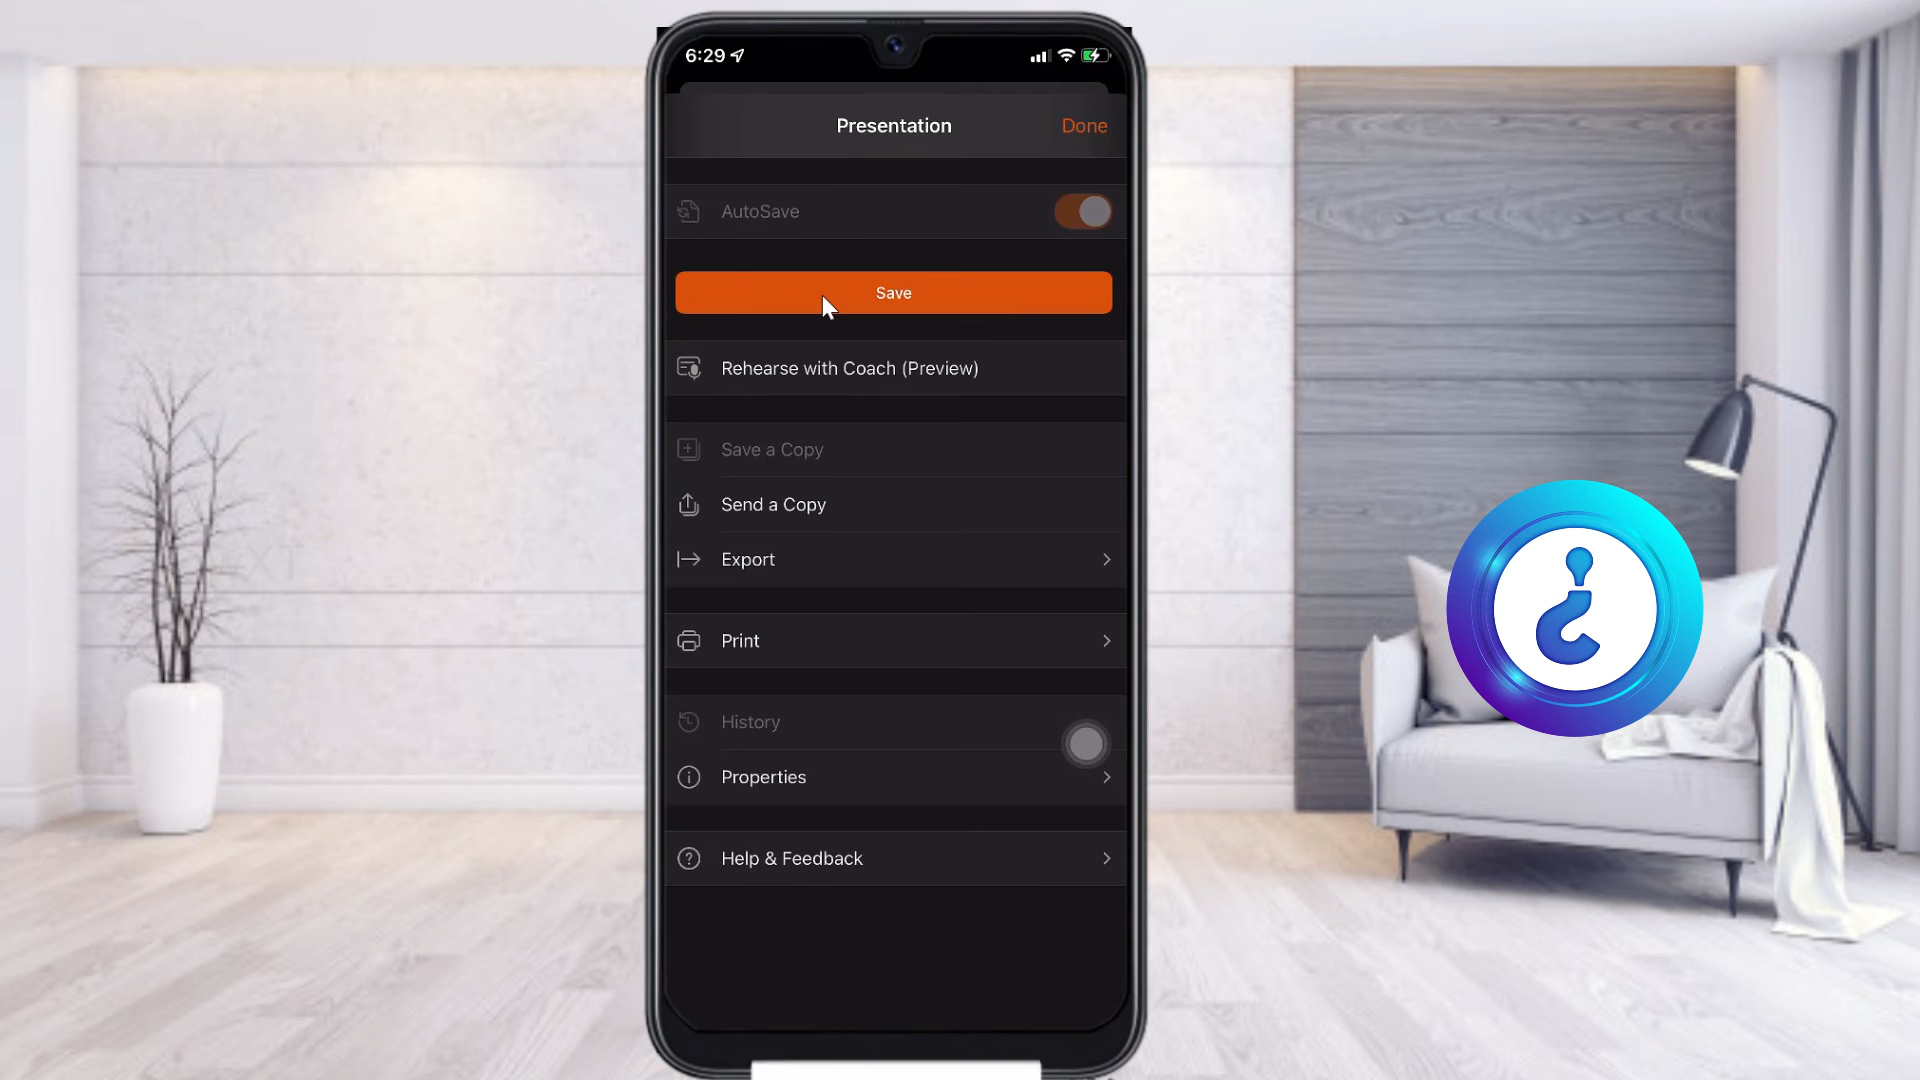 6:29
Presentation
Done
AutoSave
Save
Rehearse with Coach (Preview)
Save a Copy
Send a Copy
Export
Print
History
Properties
Help & Feedback